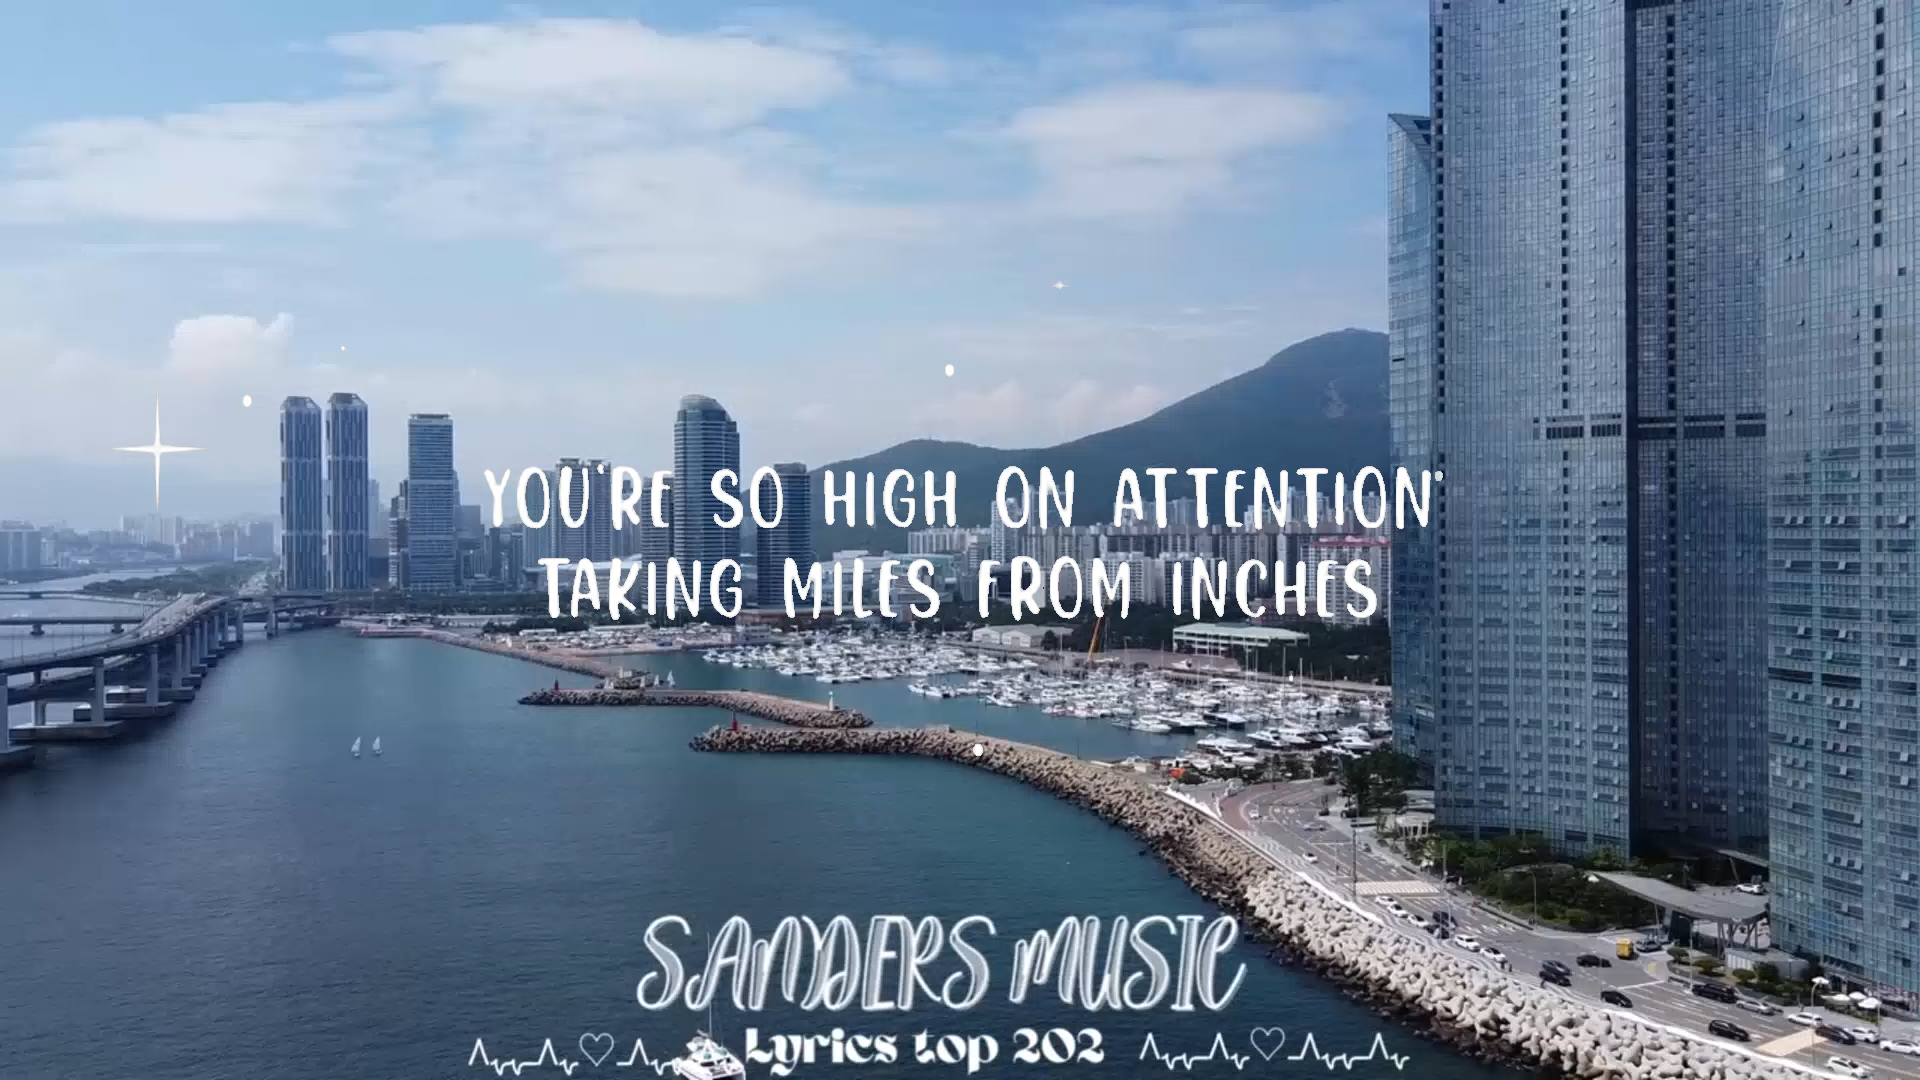 YOU'RE SO HIGH ON ATTENTION'
TAKING MILES FROM INCHES
SANDERS MUSIC
Lyrics top 202